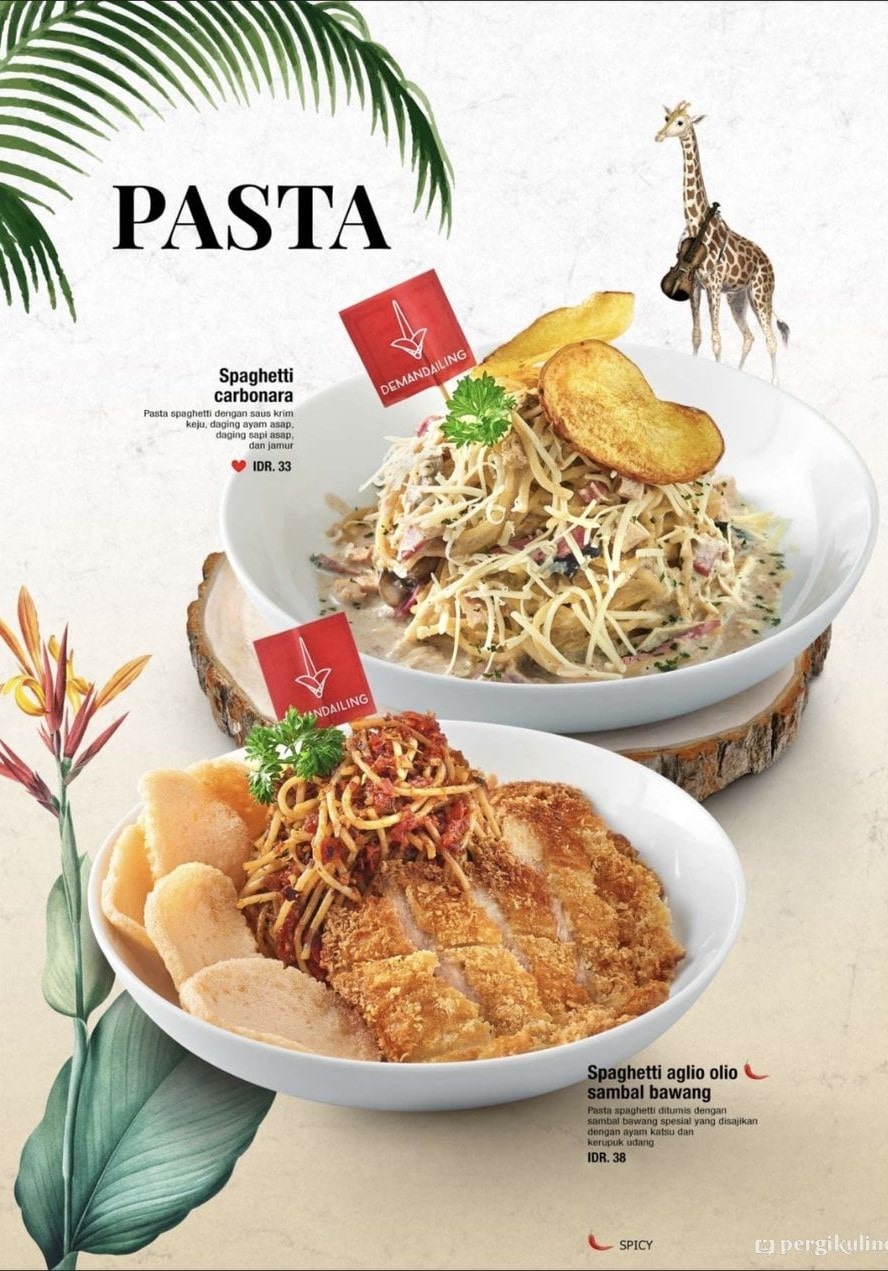 PASTA
DEMANDAILING
Spaghetti
carbonara
Pasta spaghetti dengan saus krim
keju, daging ayam asap,
daging sapi asap,
dan jamur
IDR. 33
MANDAILING
Spaghetti aglio olio
sambal bawang
Pasta spaghetti ditumis dengan
sambal bawang spesial yang disajikan
dengan ayam katsu dan
kerupuk udang
IDR. 38
SPICY
pergikuline